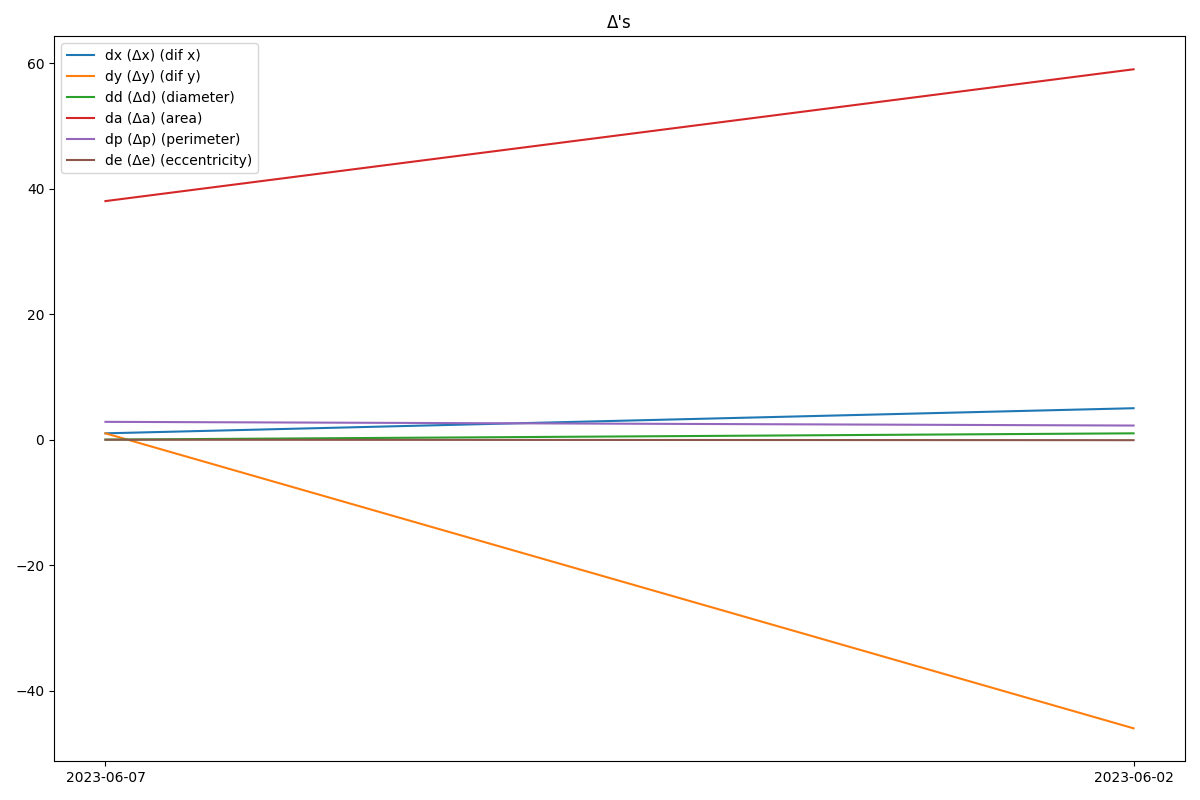 Δ's
dx (Δx) (dif x)
dy (Δy) (dif y)
dd (Δd) (diameter)
da (Δa) (area)
dp (Δp) (perimeter)
de (Δe) (eccentricity)
60
40
20
0
−20
−40
2023-06-07
2023-06-02